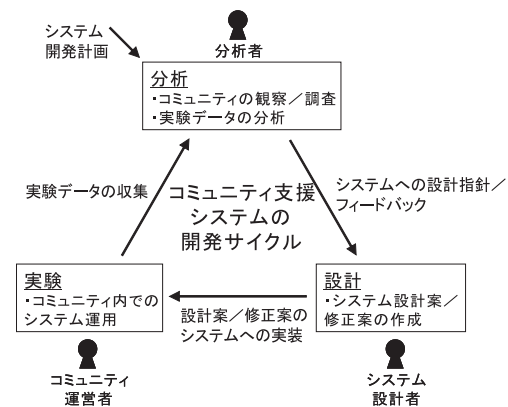 システム
開発計画
分析者
分析
・コミュニティの観察／調査
・実験データの分析
実験データの収集
コミュニティ支援
システムの
開発サイクル
システムへの設計指針／
フィードバック
実験
・コミュニティ内での
システム運用
設計案／修正案の
システムへの実装
設計
・システム設計案／
修正案の作成
コミュニティ
運営者
システム
設計者